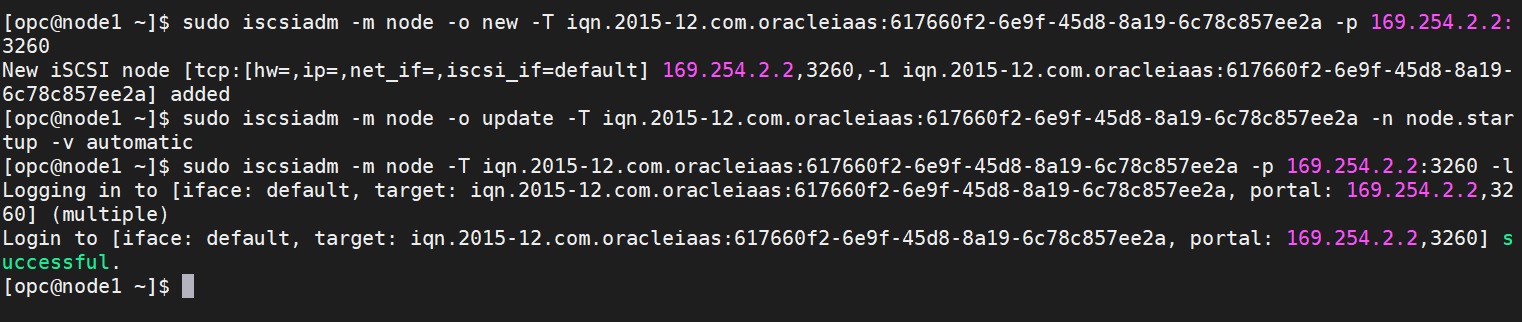 [opc@node1 ~]$ sudo iscsiadm -m node -o new -T iqn.2015-12.com.oracleiaas:617660f2-6e9f-45d8-8a19-6c78c857ee2a -p 169.254.2.2:
3260
New iSCSI node [tcp:[hw=,ip=,net_if=,iscsi_if=default] 169.254.2.2,3260,-1 iqn.2015-12.com.oracleiaas:617660f2-6e9f-45d8-8a19-
6c78c857ee2a] added
[opc@node1 ~]$ sudo iscsiadm -m node -o update -T iqn.2015-12.com.oracleiaas:617660f2-6e9f-45d8-8a19-6c78c857ee2a -n node.star
tup -v automatic
[opc@node1 ~]$ sudo iscsiadm -m node -T iqn.2015-12.com.oracleiaas:617660f2-6e9f-45d8-8a19-6c78c857ee2a -p 169.254.2.2:3260 -l
Logging in to [iface: default, target: iqn.2015-12.com.oracleiaas:617660f2-6e9f-45d8-8a19-6c78c857ee2a, portal: 169.254.2.2,32
60] (multiple)
Login to [iface: default, target: iqn.2015-12.com.oracleiaas:617660f2-6e9f-45d8-8a19-6c78c857ee2a, portal: 169.254.2.2,3260] s
uccessful.
[opc@node1 ~]$